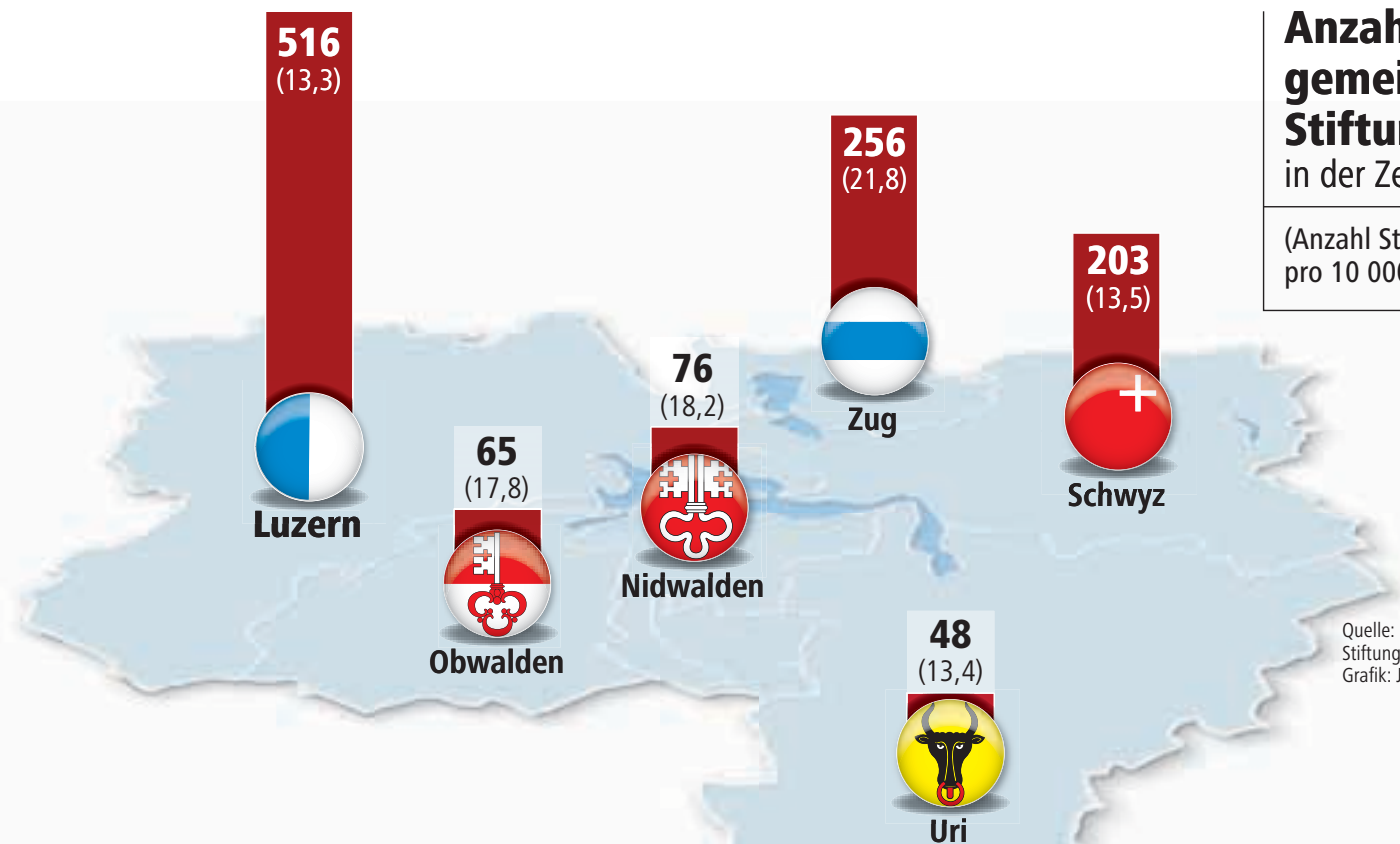 516
(13,3)
Luzern
65
(17,8)
Obwalden
76
(18,2)
Nidwalden
256
(21,8)
Zug
203
(13,5)
Schwyz
48
(13,4)
Uri
Anzah
gemei
Stiftu
in der Ze
(Anzahl St
pro 10 000
Quelle:
Stiftung
Grafik: J